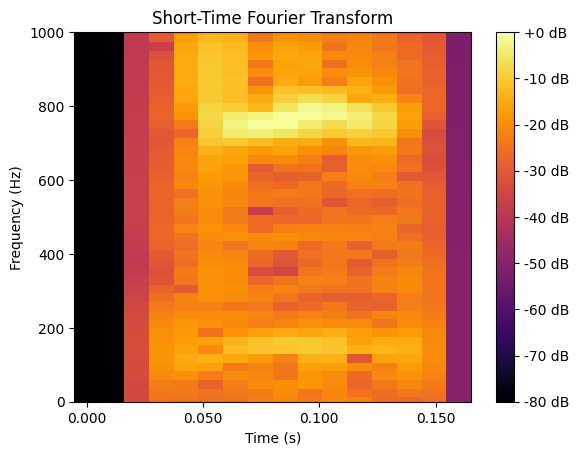 Short-Time Fourier Transform
1000
800
600
400
200
0
Frequency (Hz)
0.000
0.050
0.100
0.150
Time (s)
+0 dB
-10 dB
-20 dB
-30 dB
-40 dB
-50 dB
-60 dB
-70 dB
-80 dB